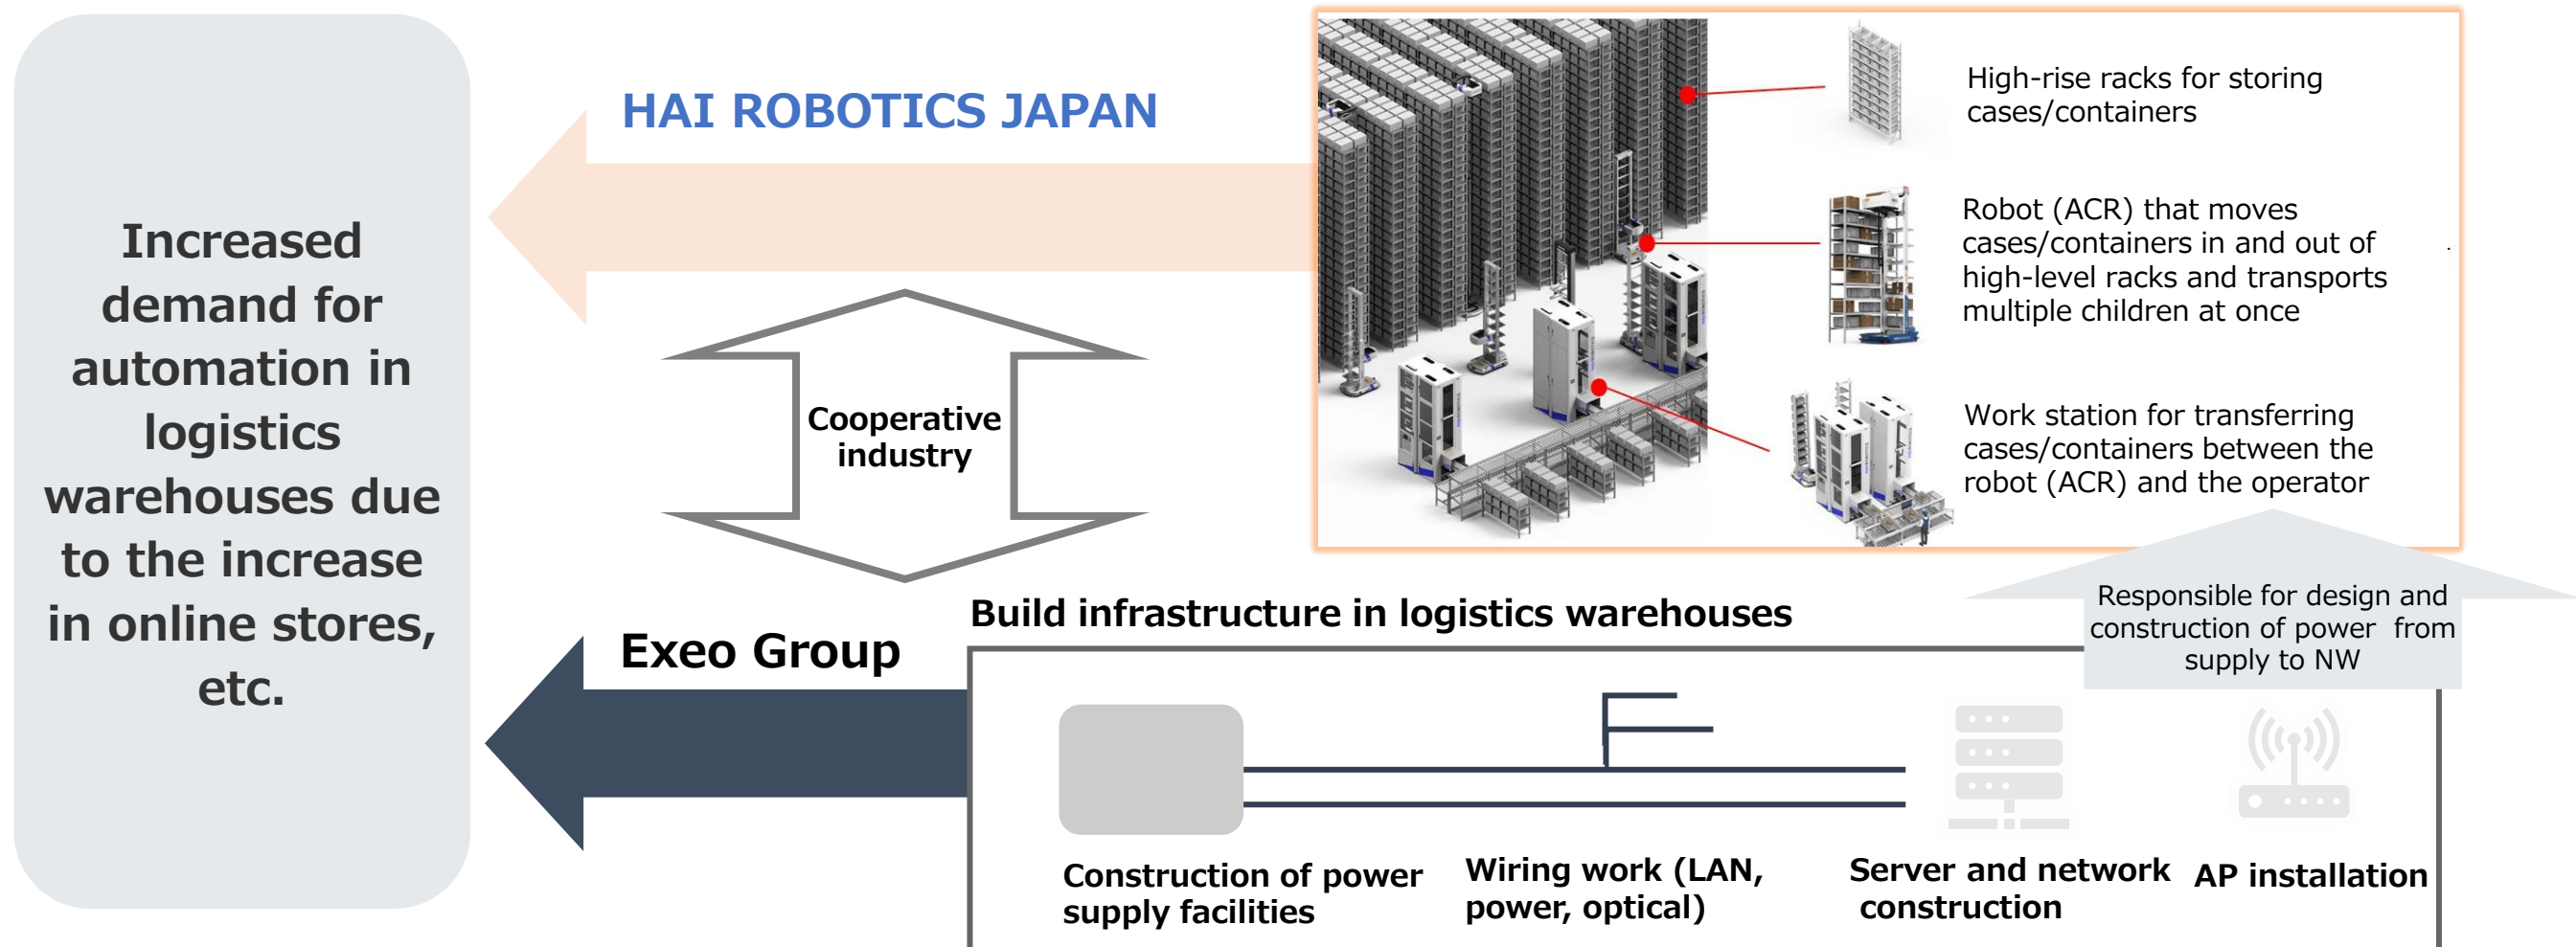 Increased
demand for
automation in
logistics
warehouses due
to the increase
in online stores,
etc.
HAI ROBOTICS JAPAN
Cooperative
industry
High-rise racks for storing
cases/containers
Robot (ACR) that moves
cases/containers in and out of
high-level racks and transports
multiple children at once
Work station for transferring
cases/containers between the
robot (ACR) and the operator
Responsible for design and
construction of power from
supply to NW
Exeo Group
Build infrastructure in logistics warehouses
Construction of power
supply facilities
Wiring work (LAN,
power, optical)
Server and network
construction
AP installation